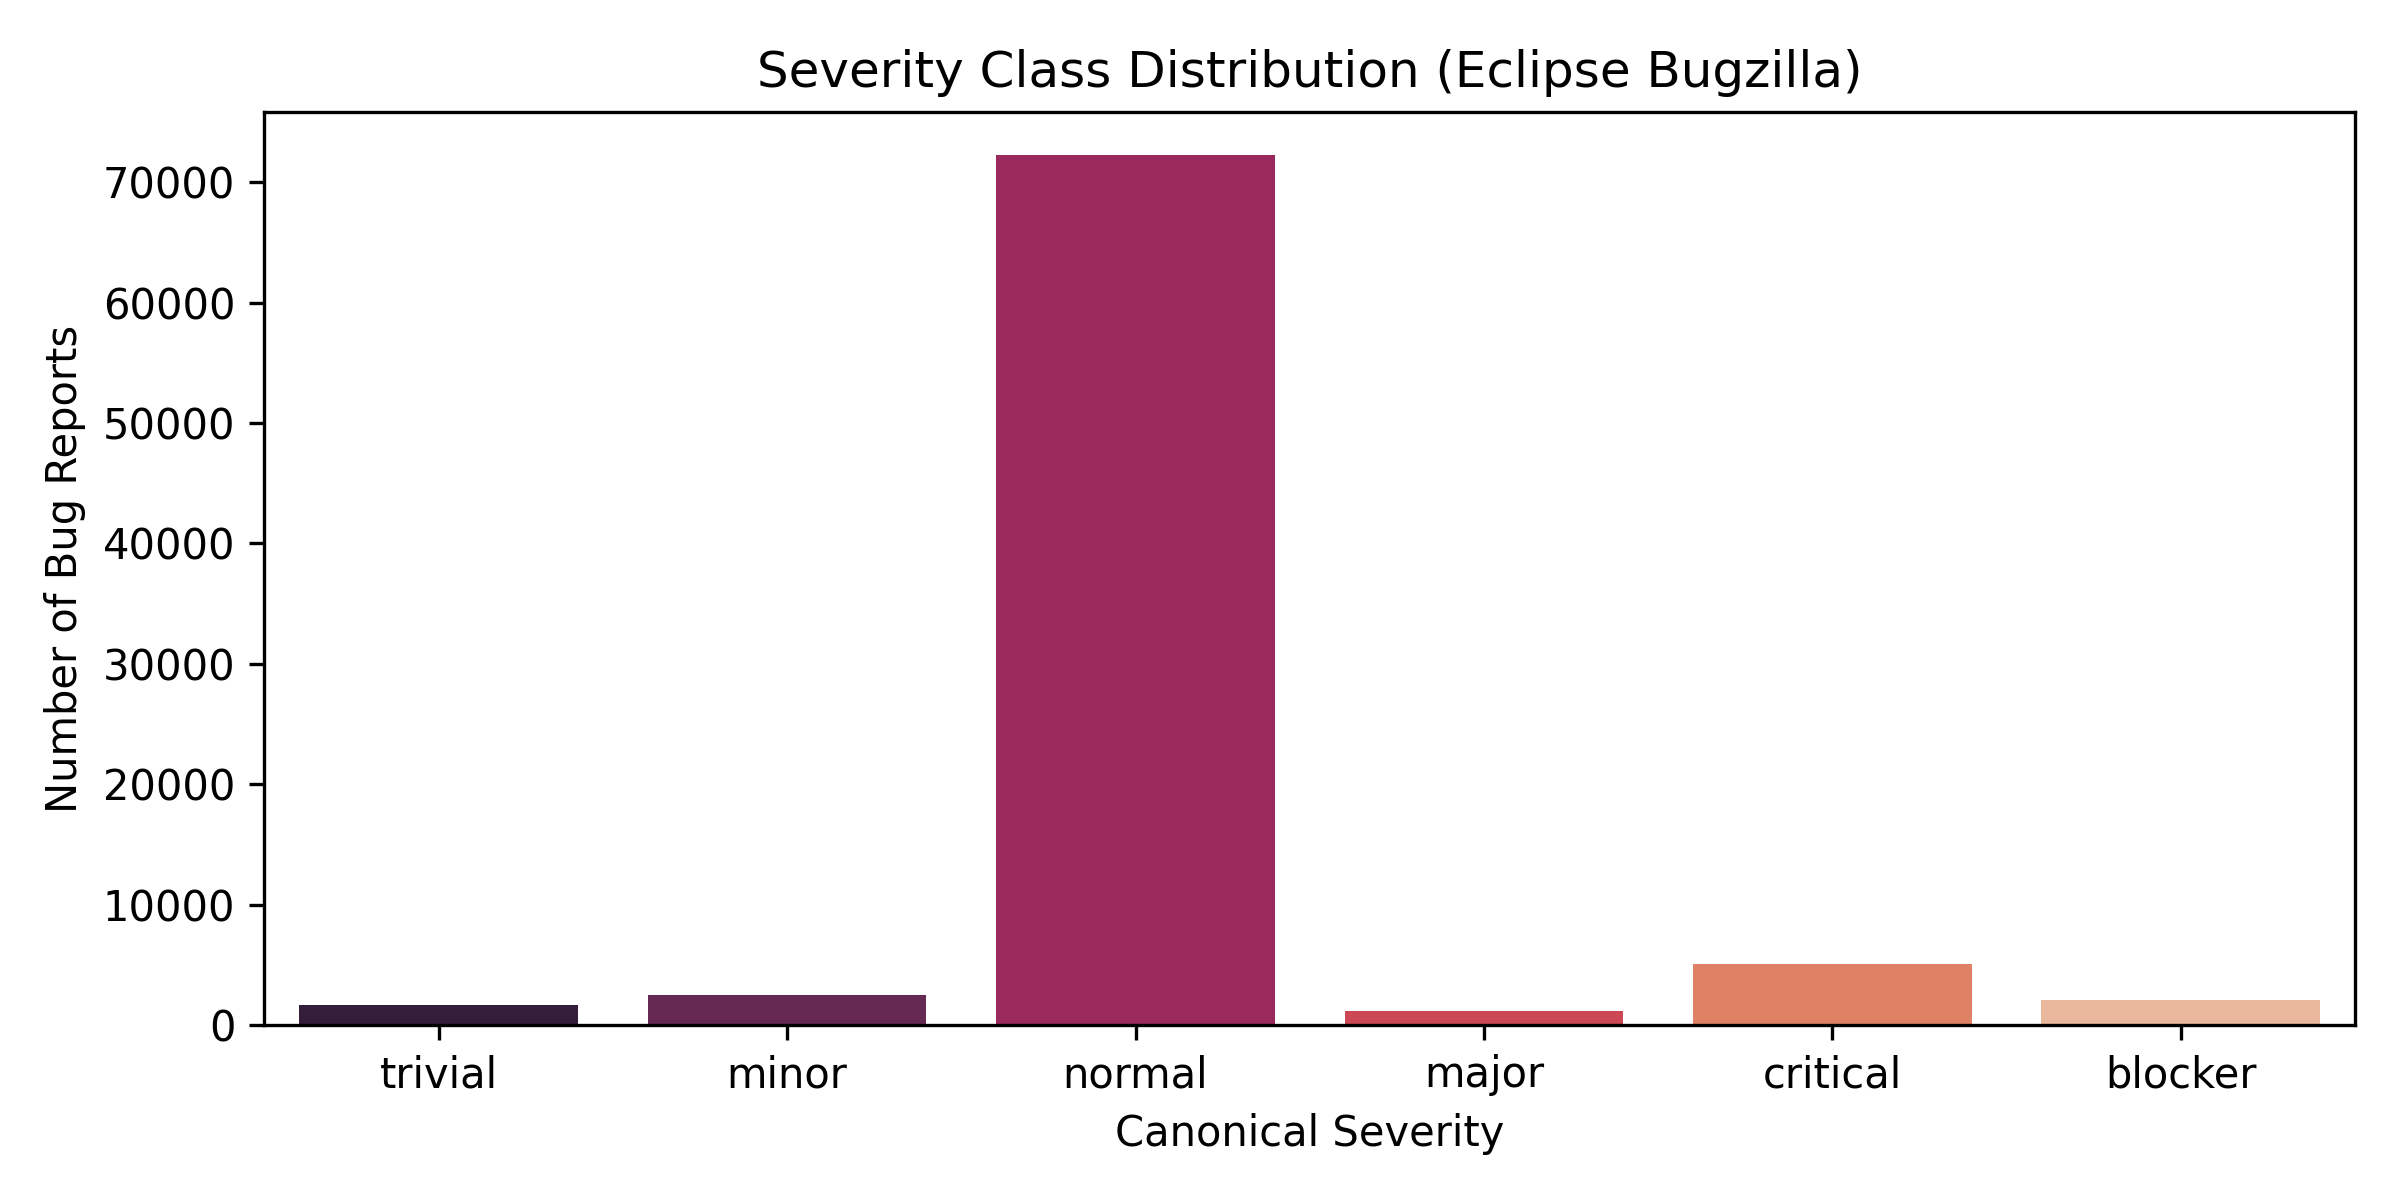 Severity Class Distribution (Eclipse Bugzilla)
Number of Bug Reports
70000
60000
50000
40000
30000
20000
10000
0
trivial minor normal major critical blocker
Canonical Severity